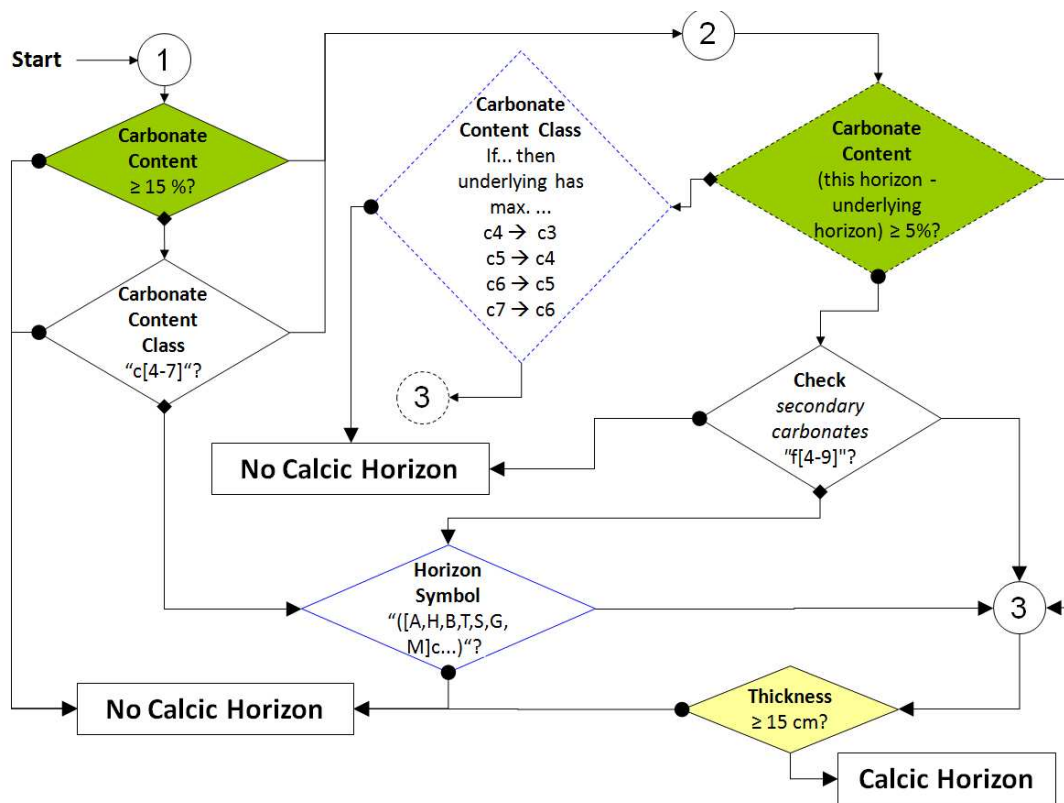 Start
1
2
Carbonate
Content
≥ 15 %?
Carbonate
Content
Class
“c[4-7]“?
Carbonate
Content Class
If... then
underlying has
max. ...
c4 → c3
c5 → c4
c6 → c5
c7 → c6
Carbonate
Content
(this horizon -
underlying
horizon) ≥ 5%?
3
Check
secondary
carbonates
"f[4-9]"?
No Calcic Horizon
Horizon
Symbol
“([A,H,B,T,S,G,
M]c...)“?
3
No Calcic Horizon
Thickness
≥ 15 cm?
Calcic Horizon